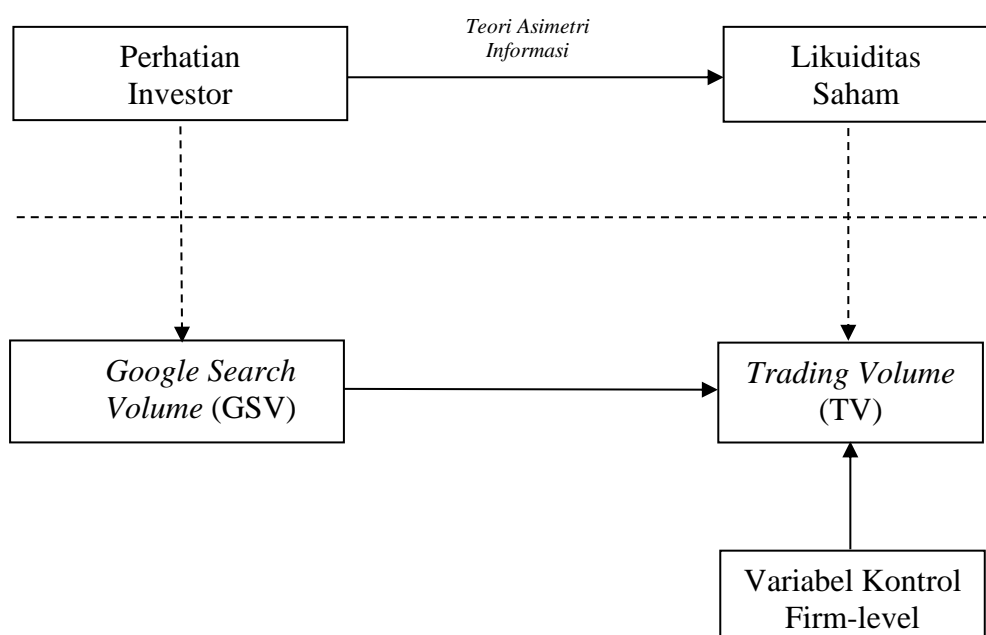 Teori Asimetri
Informasi
Perhatian
Investor
Likuiditas
Saham
Google Search
Volume (GSV)
Trading Volume
(TV)
Variabel Kontrol
Firm-level